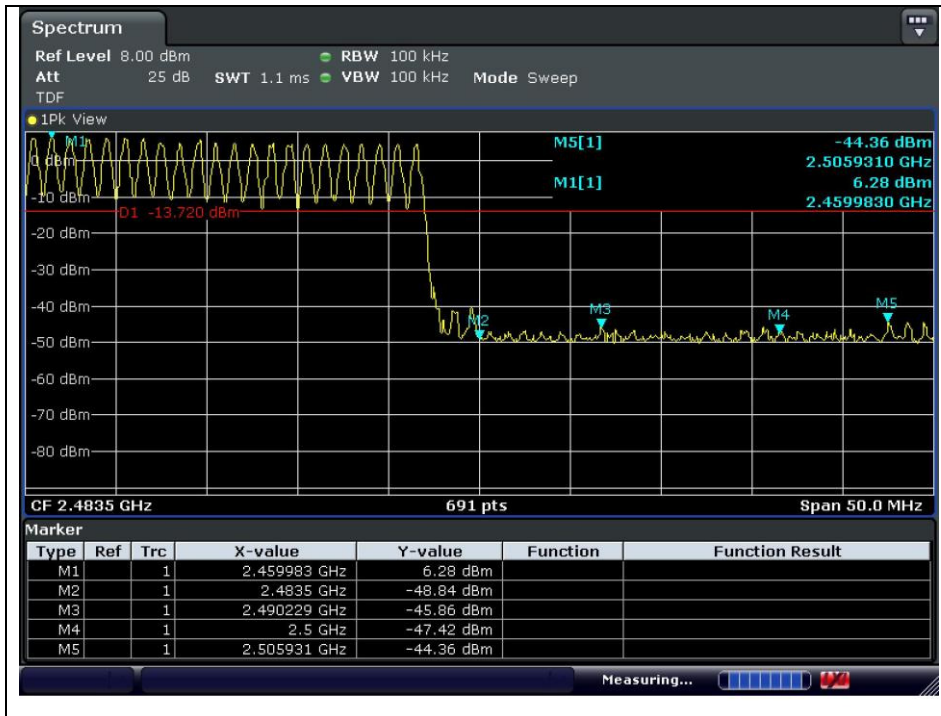 Spectrum
Ref Level 8.00 dBm RBW 100 kHz
Att 25 dB SWT 1.1 ms VBW 100 kHz Mode Sweep
TDF
1Pk View
M1 M5[1] -44.36 dBm
0 dBm 2.5059310 GHz
M1[1] 6.28 dBm
-10 dBm 2.4599830 GHz
D1 -13.720 dBm
-20 dBm
-30 dBm
-40 dBm M3 M5
M2 M4
-50 dBm
-60 dBm
-70 dBm
-80 dBm
CF 2.4835 GHz 691 pts Span 50.0 MHz
Marker
Type Ref Trc X-value Y-value Function Function Result
M1 1 2.459983 GHz 6.28 dBm
M2 1 2.4835 GHz -48.84 dBm
M3 1 2.490229 GHz -45.86 dBm
M4 1 2.5 GHz -47.42 dBm
M5 1 2.505931 GHz -44.36 dBm
Measuring...